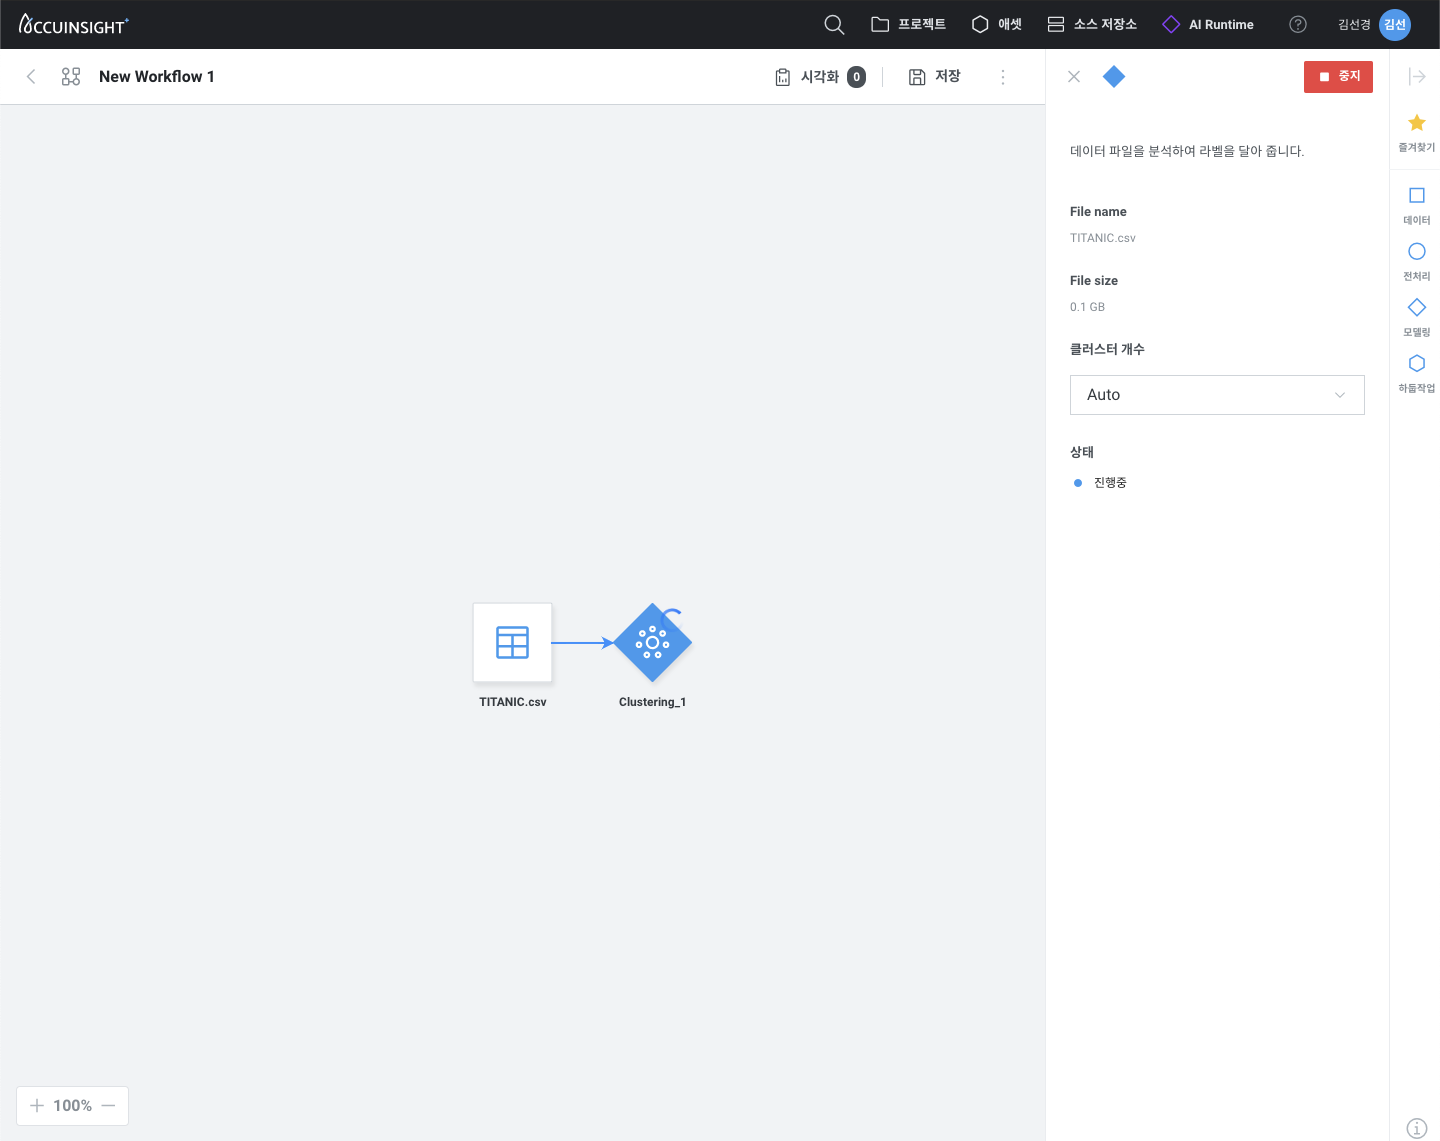 ACCUINSIGHT+
프로젝트
애셋
소스 저장소
AI Runtime
김선경
김선
New Workflow 1
시각화 0
저장
중지
데이터 파일을 분석하여 라벨을 달아 줍니다.
File name
TITANIC.csv
File size
0.1 GB
클러스터 개수
Auto
상태
진행중
즐겨찾기
데이터
전처리
모델링
하둡작업
TITANIC.csv
Clustering_1
100%